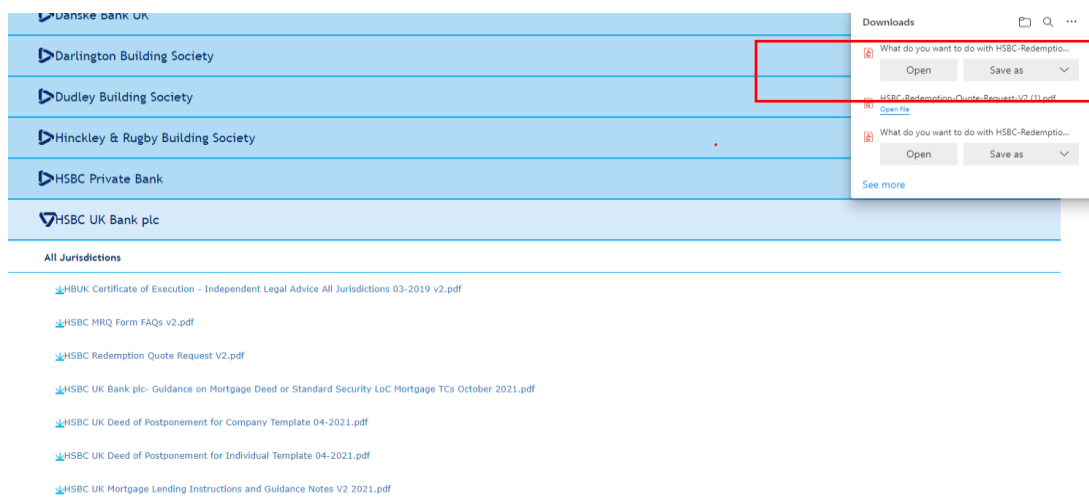 Danske Bank UK
Darlington Building Society
Dudley Building Society
Hinckley & Rugby Building Society
HSBC Private Bank
HSBC UK Bank plc
All Jurisdictions
HBUK Certificate of Execution - Independent Legal Advice All Jurisdictions 03-2019 v2.pdf
HSBC MRQ Form FAQs v2.pdf
HSBC Redemption Quote Request V2.pdf
HSBC UK Bank plc- Guidance on Mortgage Deed or Standard Security LoC Mortgage TCs October 2021.pdf
HSBC UK Deed of Postponement for Company Template 04-2021.pdf
HSBC UK Deed of Postponement for Individual Template 04-2021.pdf
HSBC UK Mortgage Lending Instructions and Guidance Notes V2 2021.pdf
Downloads
What do you want to do with HSBC-Redemptio...
Open Save as
HSBC-Redemption-Quote-Request-V2 (1).pdf
Open file
What do you want to do with HSBC-Redemptio...
Open Save as
See more